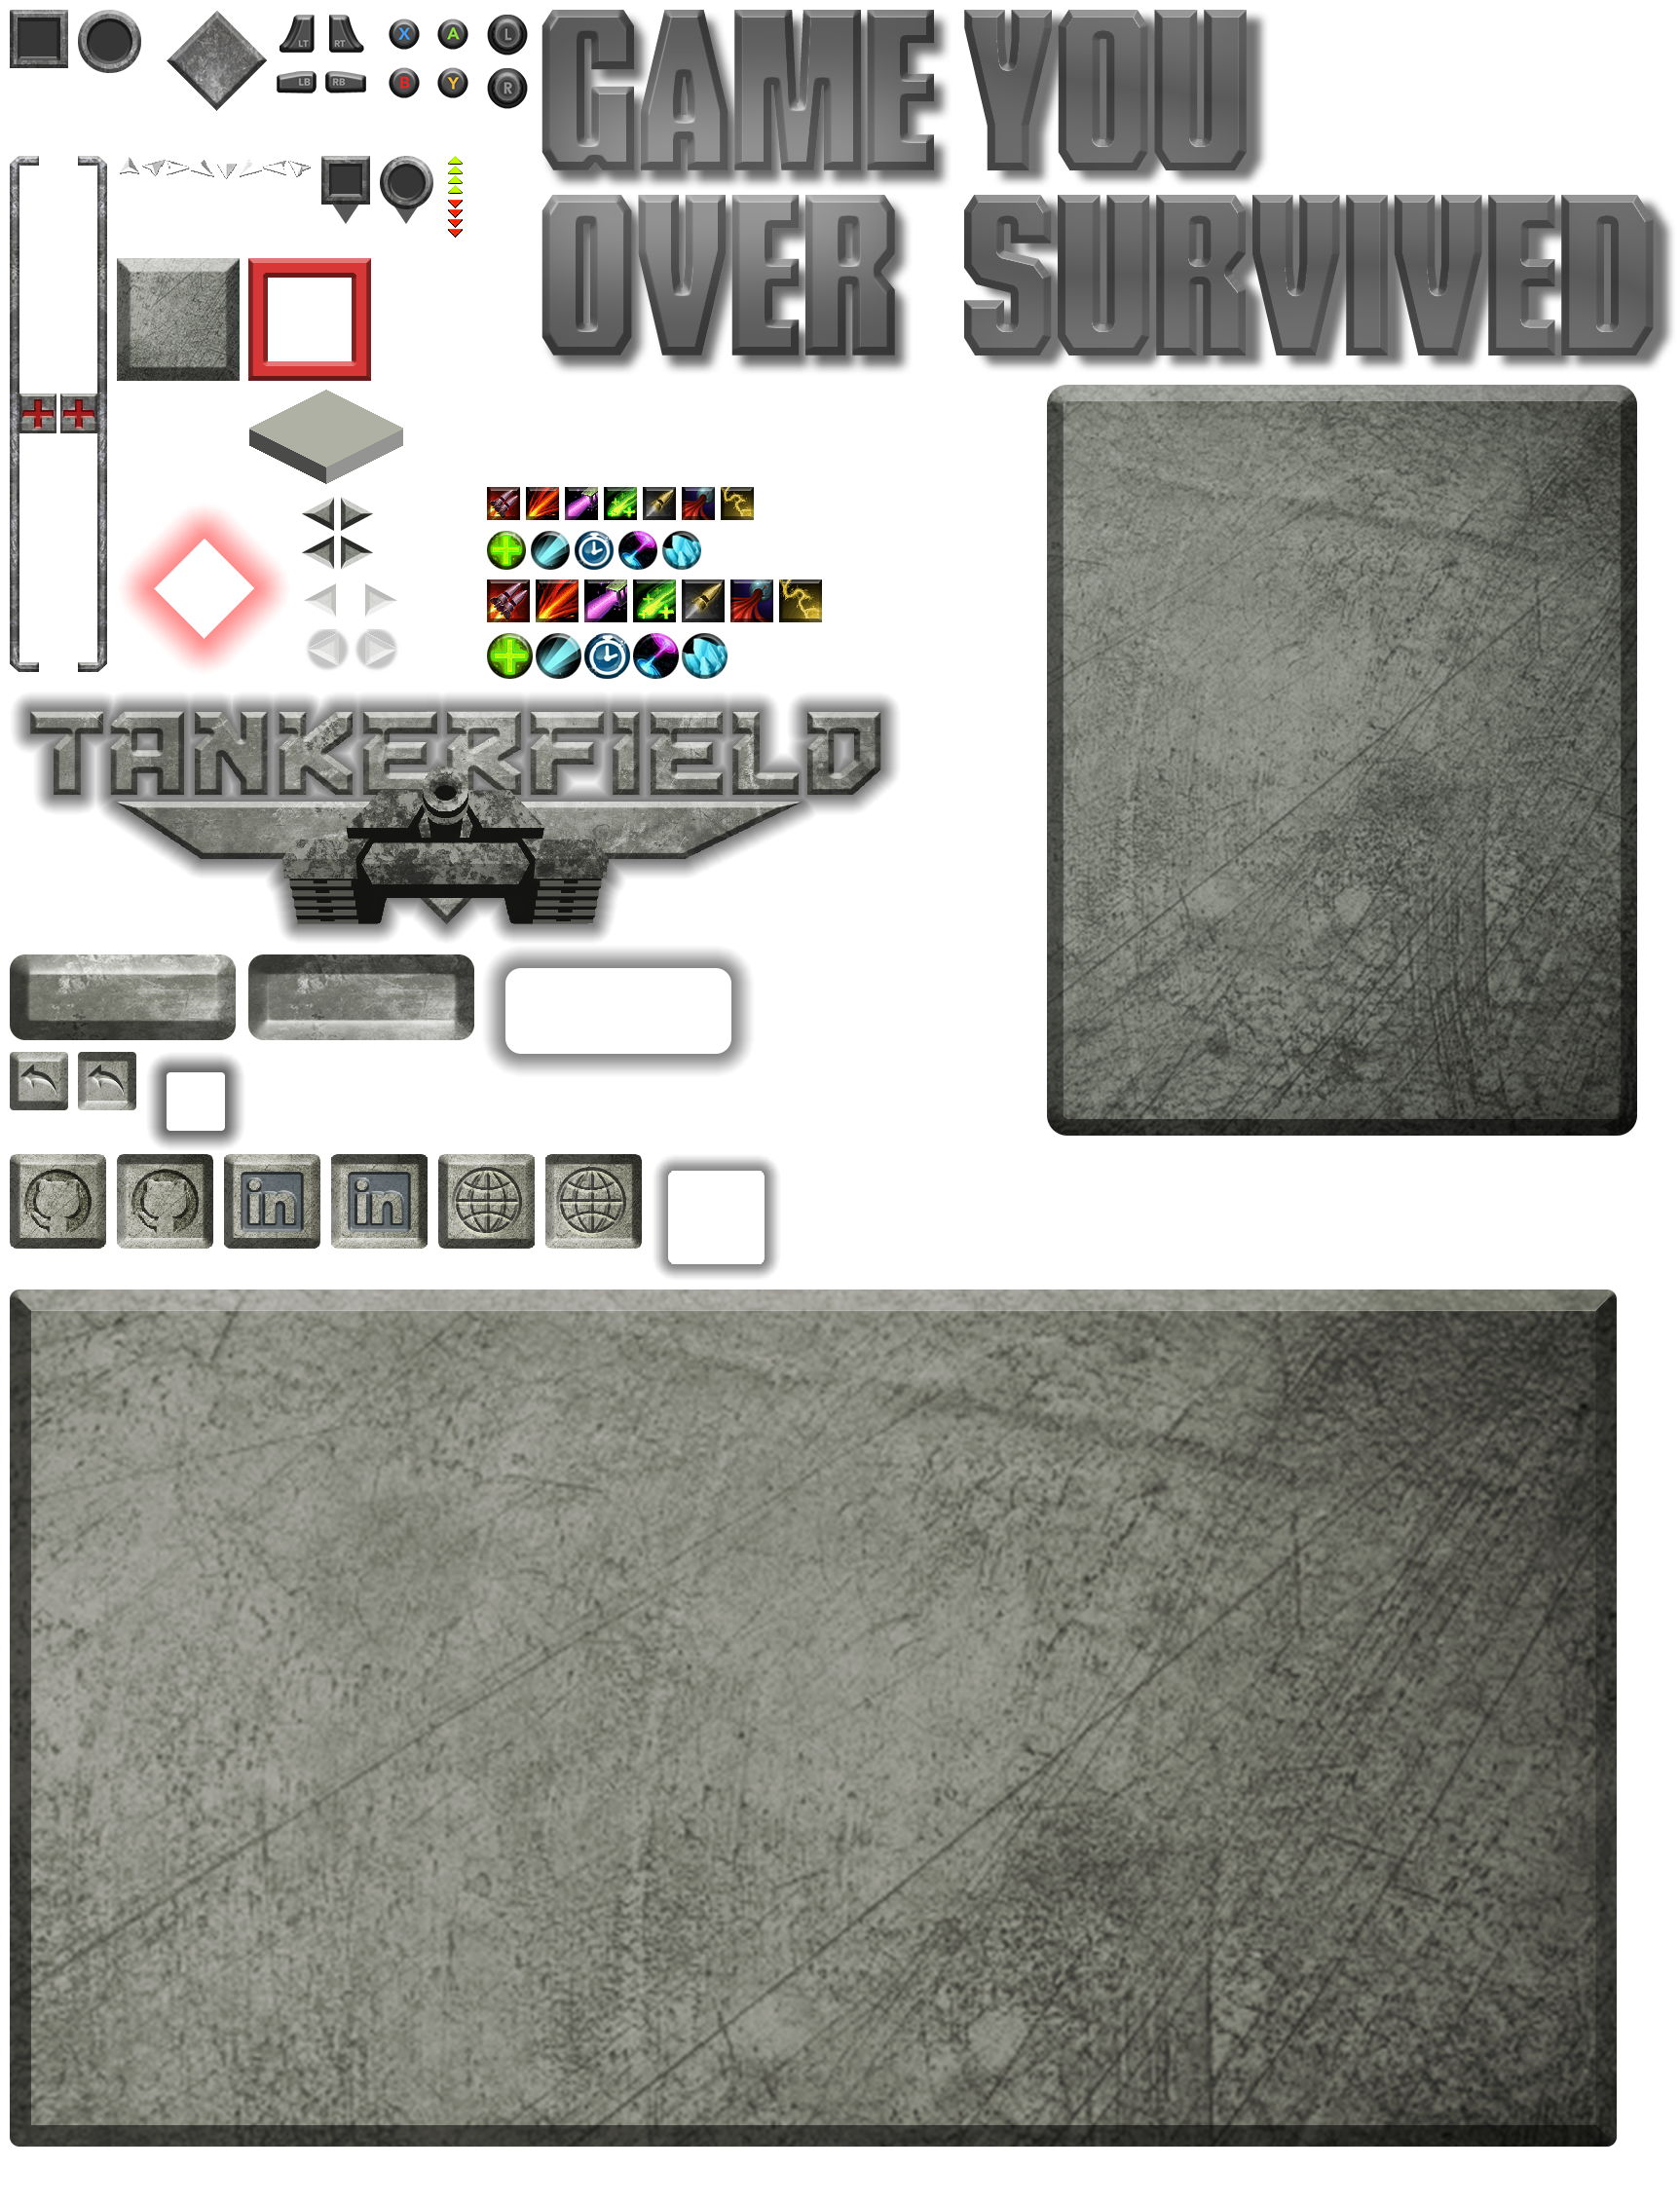 LT RT X A L
LB RB B Y R
GAME YOU
OVER SURVIVED
TANKERFIELD
in in